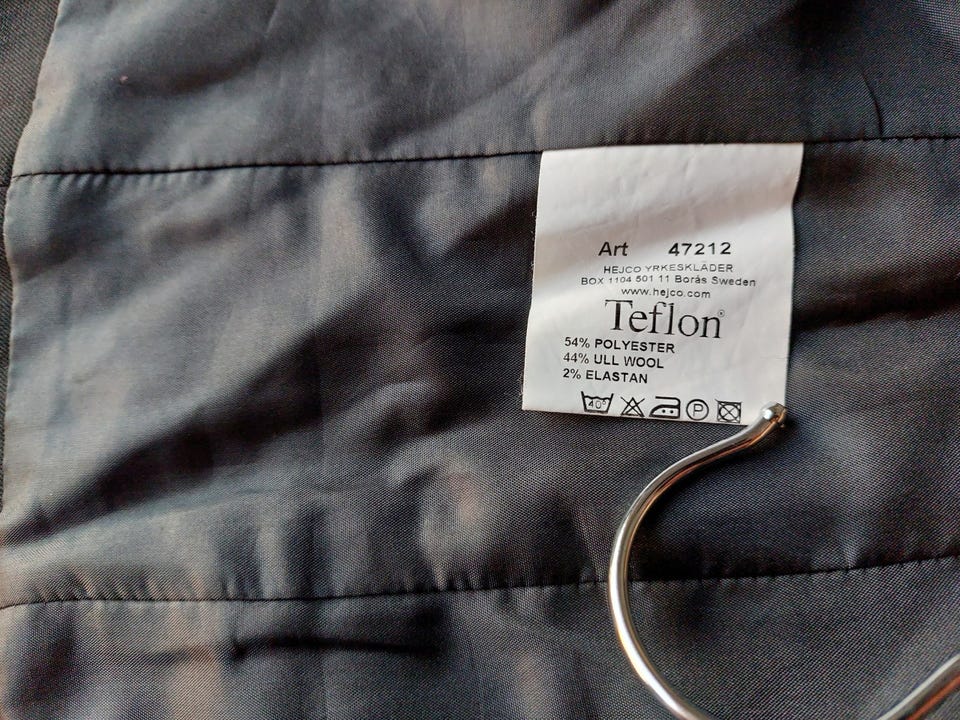 Art 47212
HEJCO YRKESKLÄDER
BOX 1104 501 11 Borås Sweden
www.hejco.com
Teflon®
54% POLYESTER
44% ULL WOOL
2% ELASTAN
40° P